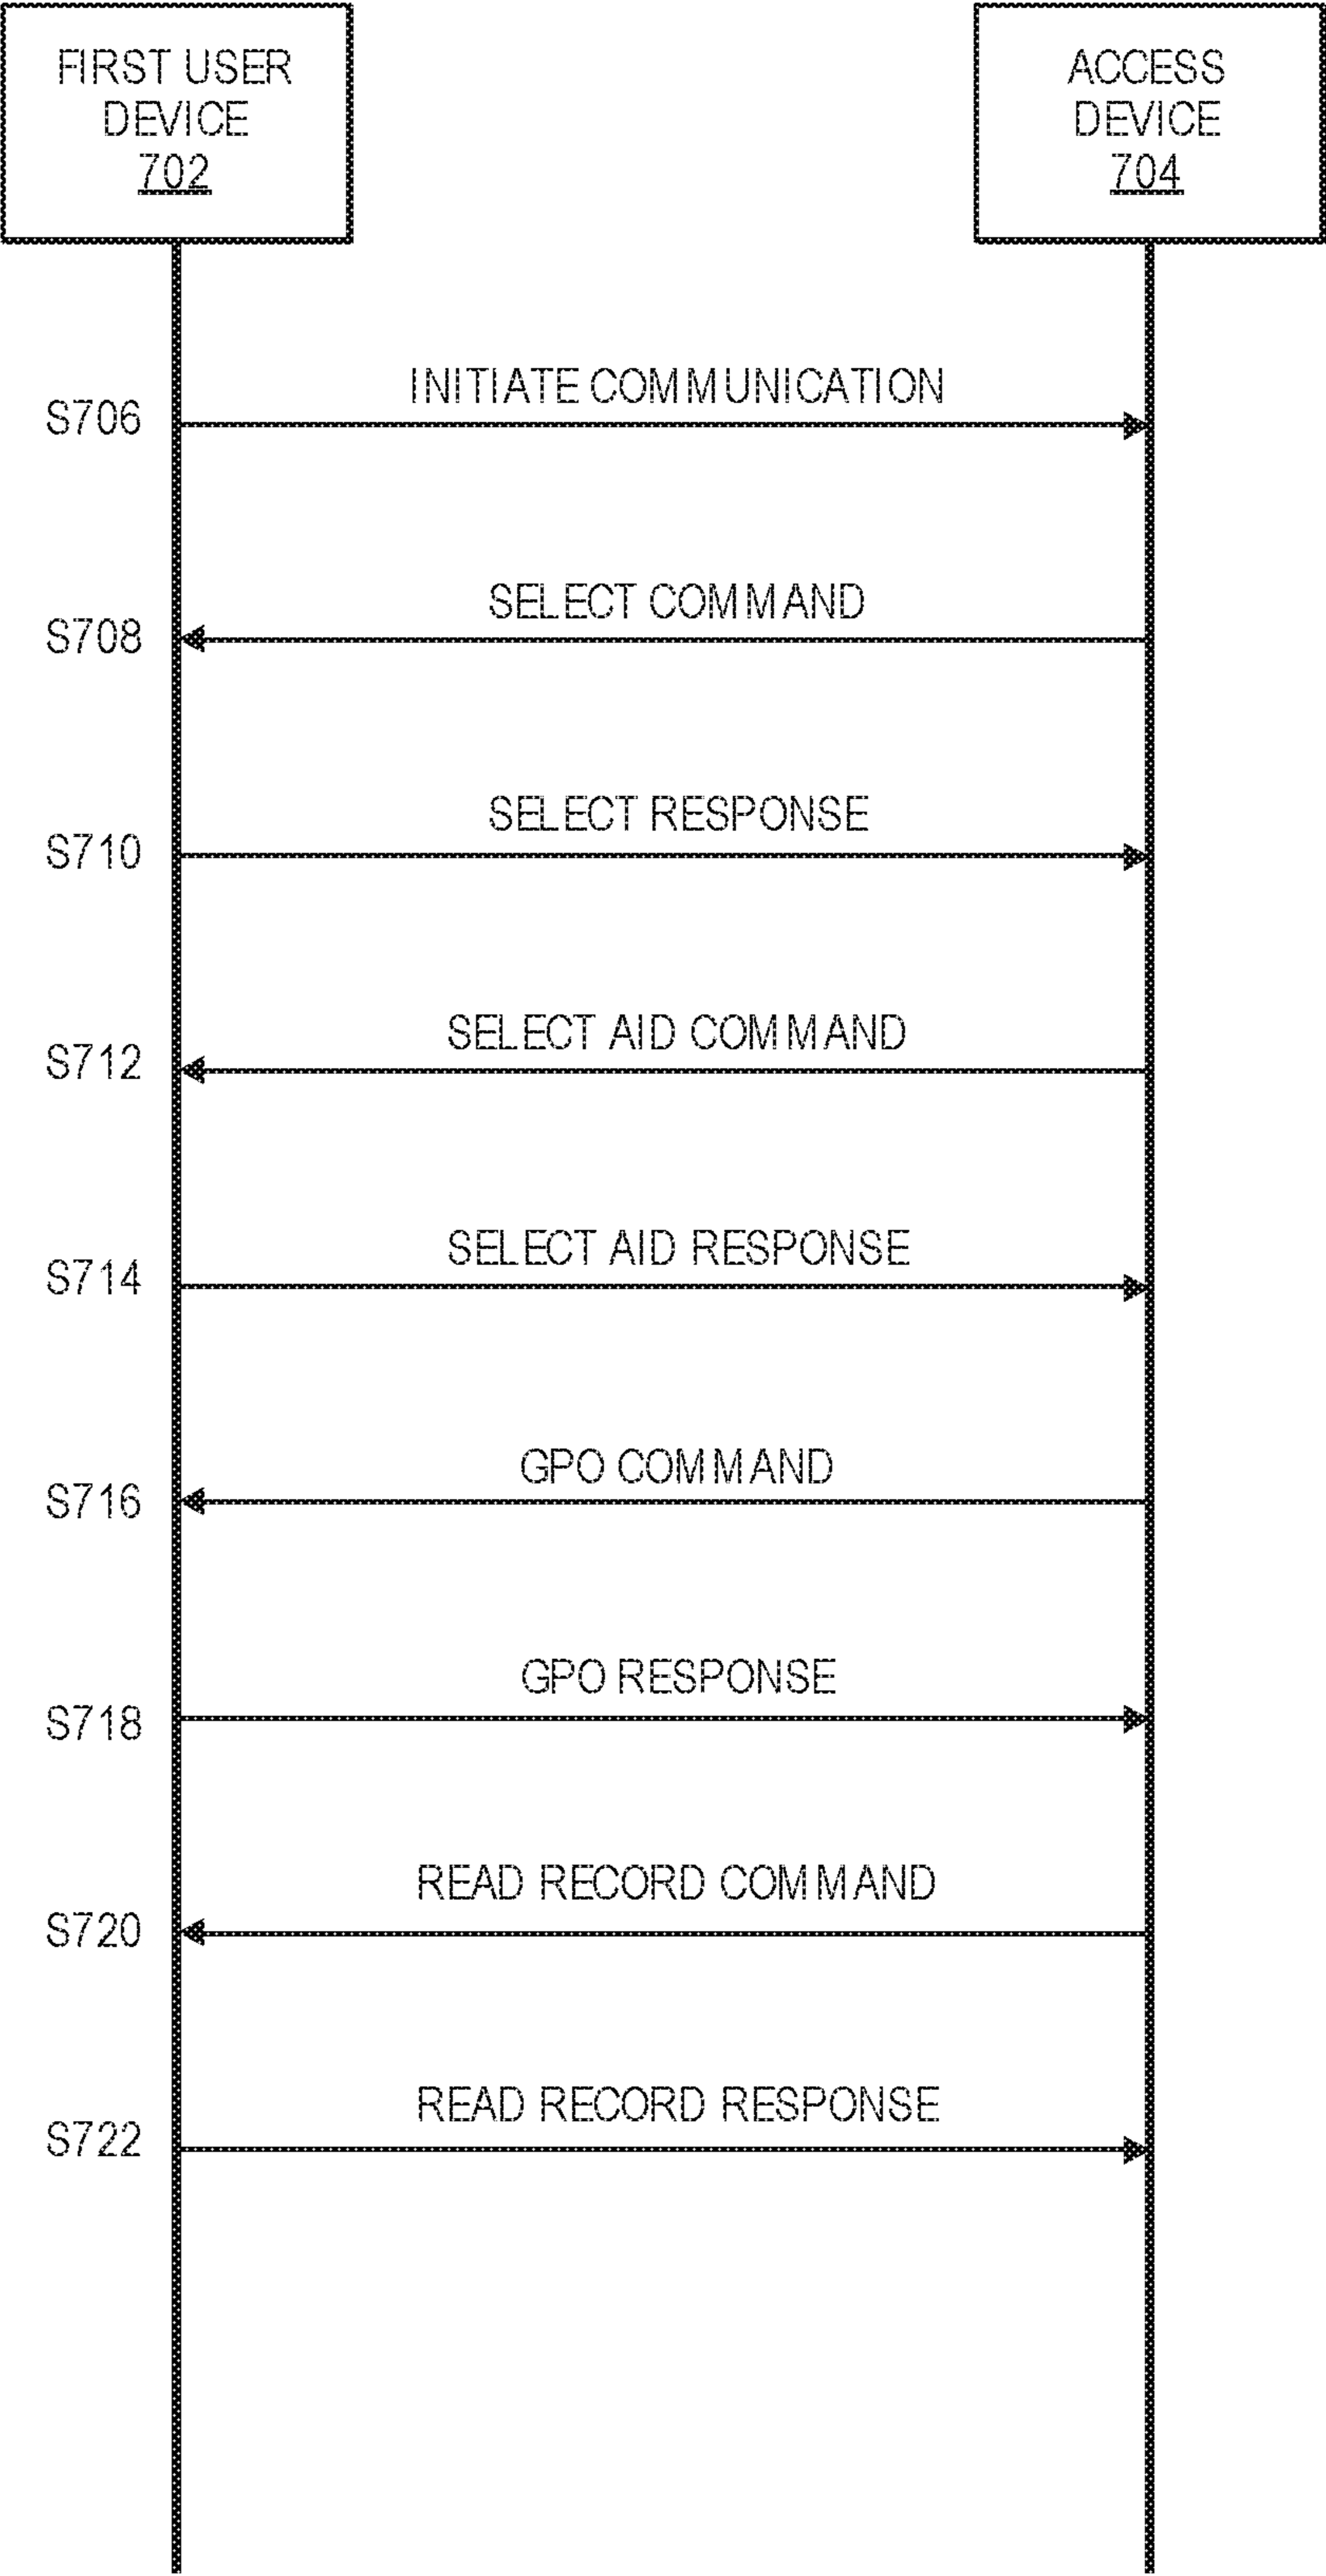 FIRST USER
DEVICE
702
ACCESS
DEVICE
704
INITIATE COMMUNICATION
S706
SELECT COMMAND
S708
SELECT RESPONSE
S710
SELECT AID COMMAND
S712
SELECT AID RESPONSE
S714
GPO COMMAND
S716
GPO RESPONSE
S718
READ RECORD COMMAND
S720
READ RECORD RESPONSE
S722